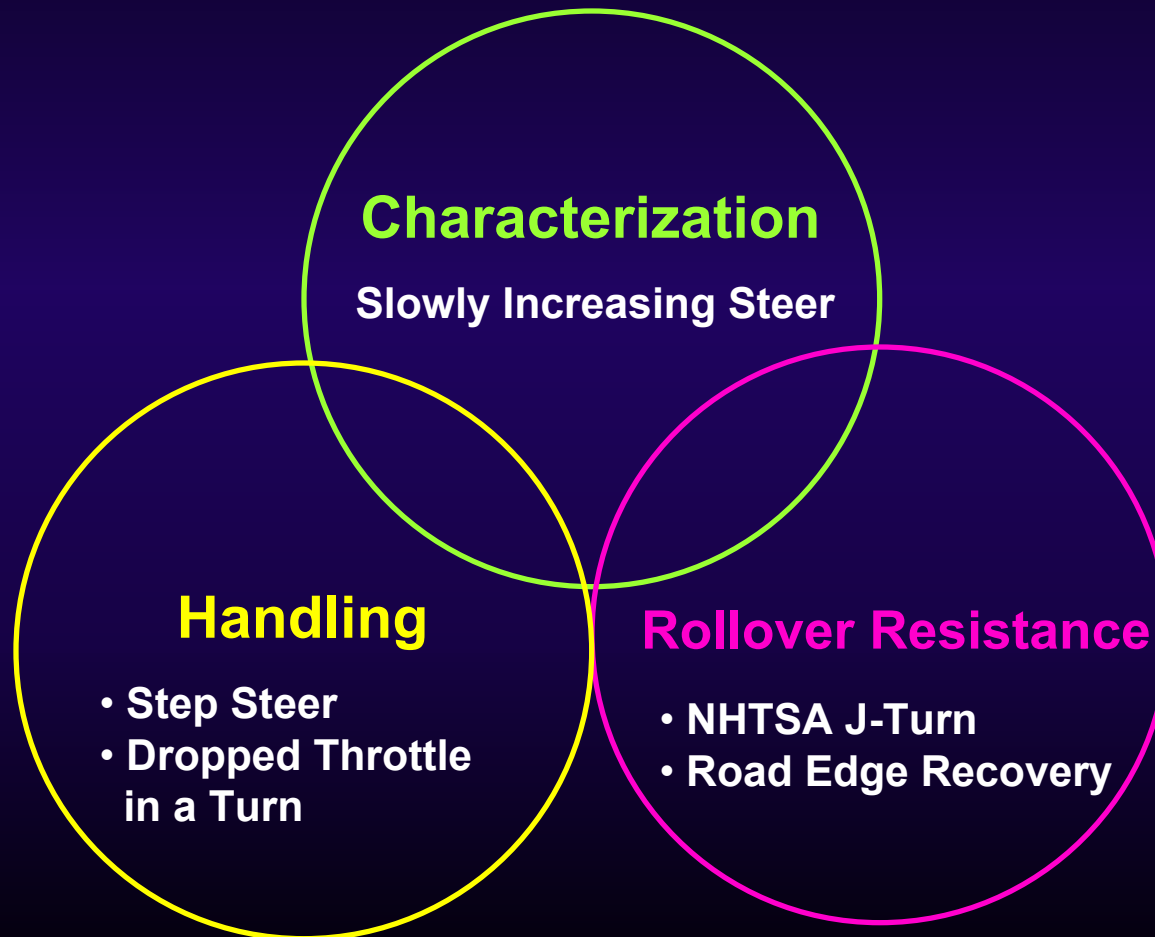 Characterization
Slowly Increasing Steer
Handling
• Step Steer
• Dropped Throttle
in a Turn
Rollover Resistance
• NHTSA J-Turn
• Road Edge Recovery